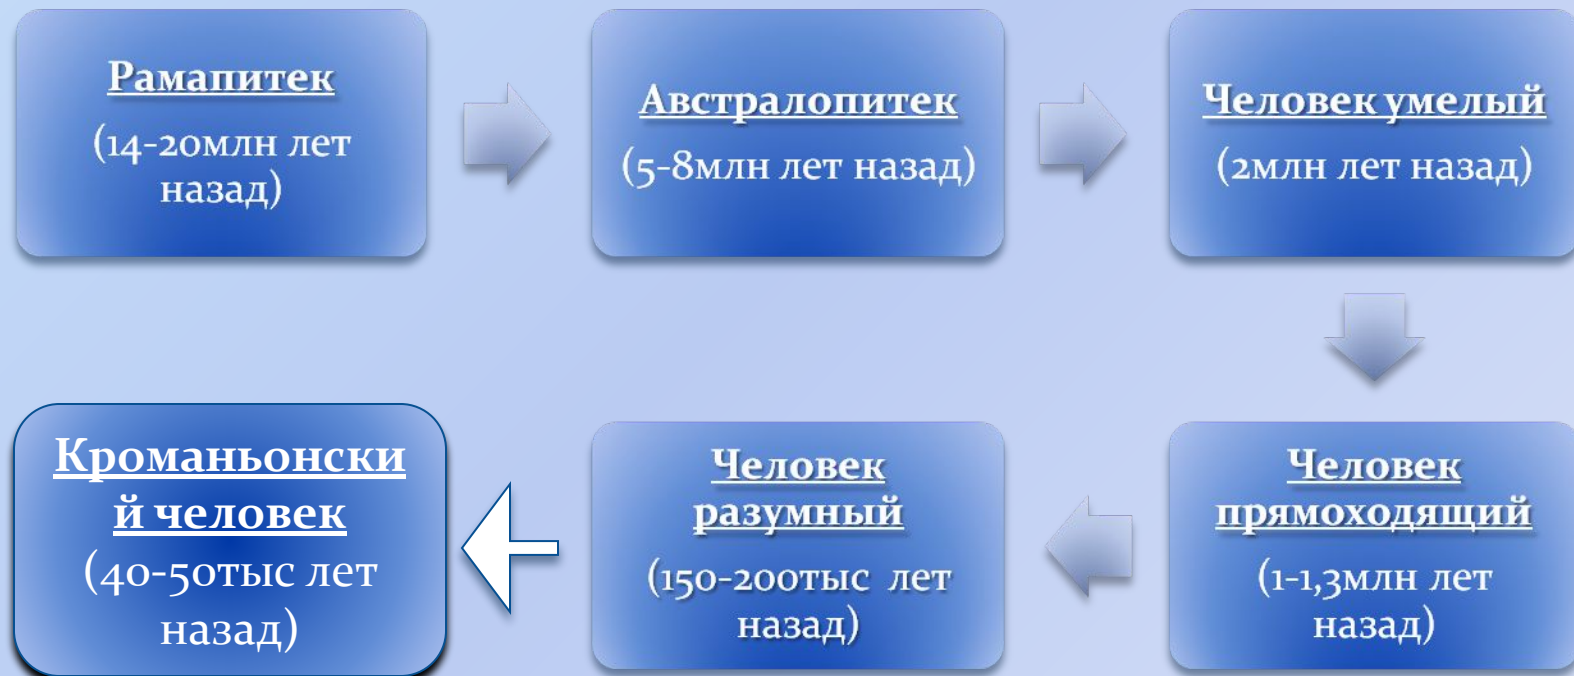 Рамапитек
(14-20млн лет
назад)
Австралопитек
(5-8млн лет назад)
Человек умелый
(2млн лет назад)
Человек
прямоходящий
(1-1,3млн лет
назад)
Человек
разумный
(150-200тыс  лет
назад)
Кроманьонски
й человек
(40-50тыс лет
назад)